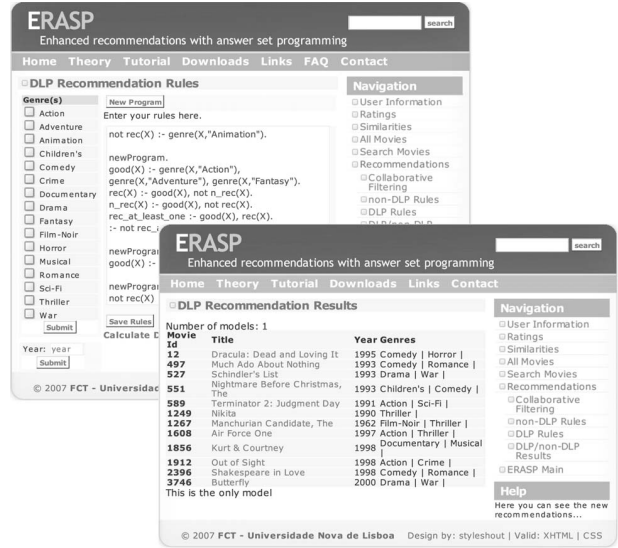 ERASP
search
Enhanced recommendations with answer set programming
Home Theory Tutorial Downloads Links FAQ Contact
DLP Recommendation Rules
Genre(s)
Action
Adventure
Animation
Children's
Comedy
Crime
Documentary
Drama
Fantasy
Film-Noir
Horror
Musical
Romance
Sci-Fi
Thriller
War
Submit
Year: year
Submit
New Program
Enter your rules here.
not rec(X) :- genre(X,"Animation").
newProgram.
good(X) :- genre(X,"Action"),
genre(X,"Adventure"), genre(X,"Fantasy").
rec(X) :- good(X), not n_rec(X).
n_rec(X) :- good(X), not rec(X).
rec_at_least_one :- good(X), rec(X).
:- not rec_
newProgra
good(X) :-
newProgra
not rec(X)
Save Rules
Calculate D
Navigation
User Information
Ratings
Similarities
All Movies
Search Movies
Recommendations
Collaborative
Filtering
non-DLP Rules
DLP Rules
DLP/non-DLP
© 2007 FCT - Universidad
ERASP
search
Enhanced recommendations with answer set programming
Home Theory Tutorial Downloads Links Contact
DLP Recommendation Results
Number of models: 1
Movie Id Title Year Genres
12 Dracula: Dead and Loving It 1995 Comedy | Horror |
497 Much Ado About Nothing 1993 Comedy | Romance |
527 Schindler's List 1993 Drama | War |
551 Nightmare Before Christmas, The 1993 Children's | Comedy |
589 Terminator 2: Judgment Day 1991 Action | Sci-Fi |
1249 Nikita 1990 Thriller |
1267 Manchurian Candidate, The 1962 Film-Noir | Thriller |
1608 Air Force One 1997 Action | Thriller |
1856 Kurt & Courtney 1998 Documentary | Musical |
1912 Out of Sight 1998 Action | Crime |
2396 Shakespeare in Love 1998 Comedy | Romance |
3746 Butterfly 2000 Drama | War |
This is the only model
Navigation
User Information
Ratings
Similarities
All Movies
Search Movies
Recommendations
Collaborative
Filtering
non-DLP Rules
DLP Rules
DLP/non-DLP
Results
ERASP Main
Help
Here you can see the new
recommendations...
© 2007 FCT - Universidade Nova de Lisboa Design by: styleshout | Valid: XHTML | CSS